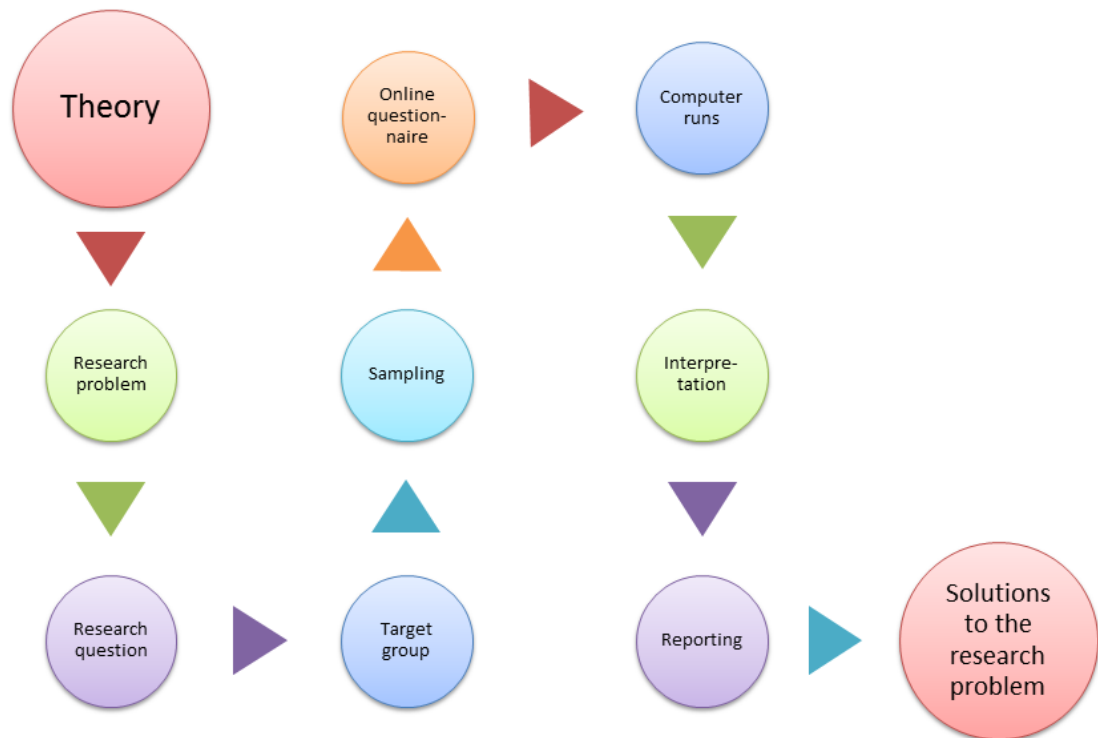 Theory
Research
problem
Research
question
Target
group
Sampling
Online
question-
naire
Computer
runs
Interpre-
tation
Reporting
Solutions
to the
research
problem